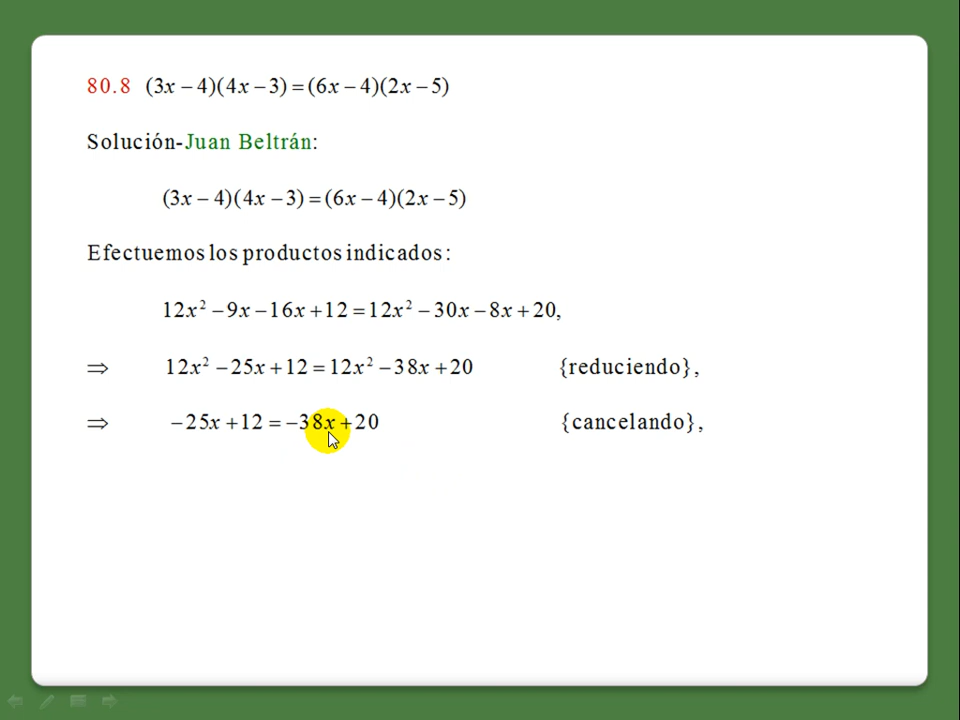 80.8 (3x − 4)(4x − 3) = (6x − 4)(2x − 5)
Solución-Juan Beltrán:
(3x − 4)(4x − 3) = (6x − 4)(2x − 5)
Efectuemos los productos indicados:
12x² − 9x − 16x + 12 = 12x² − 30x − 8x + 20,
⇒ 12x² − 25x + 12 = 12x² − 38x + 20 {reduciendo},
⇒ −25x + 12 = −38x + 20 {cancelando},